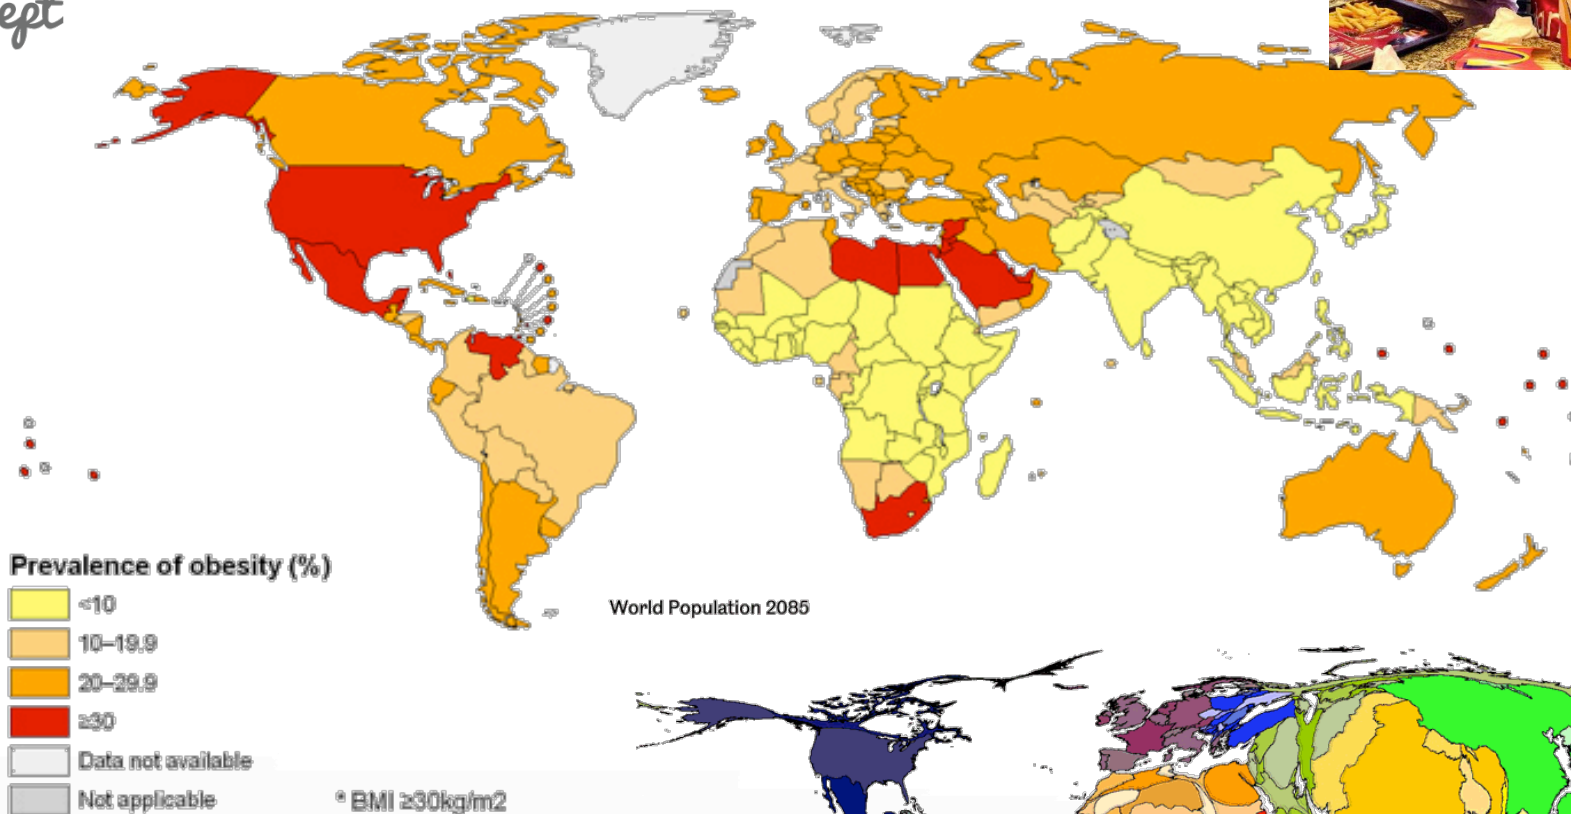 ept
Prevalence of obesity (%)
<10
10–19.9
20–29.9
≥30
Data not available
Not applicable
* BMI ≥30kg/m2
World Population 2085